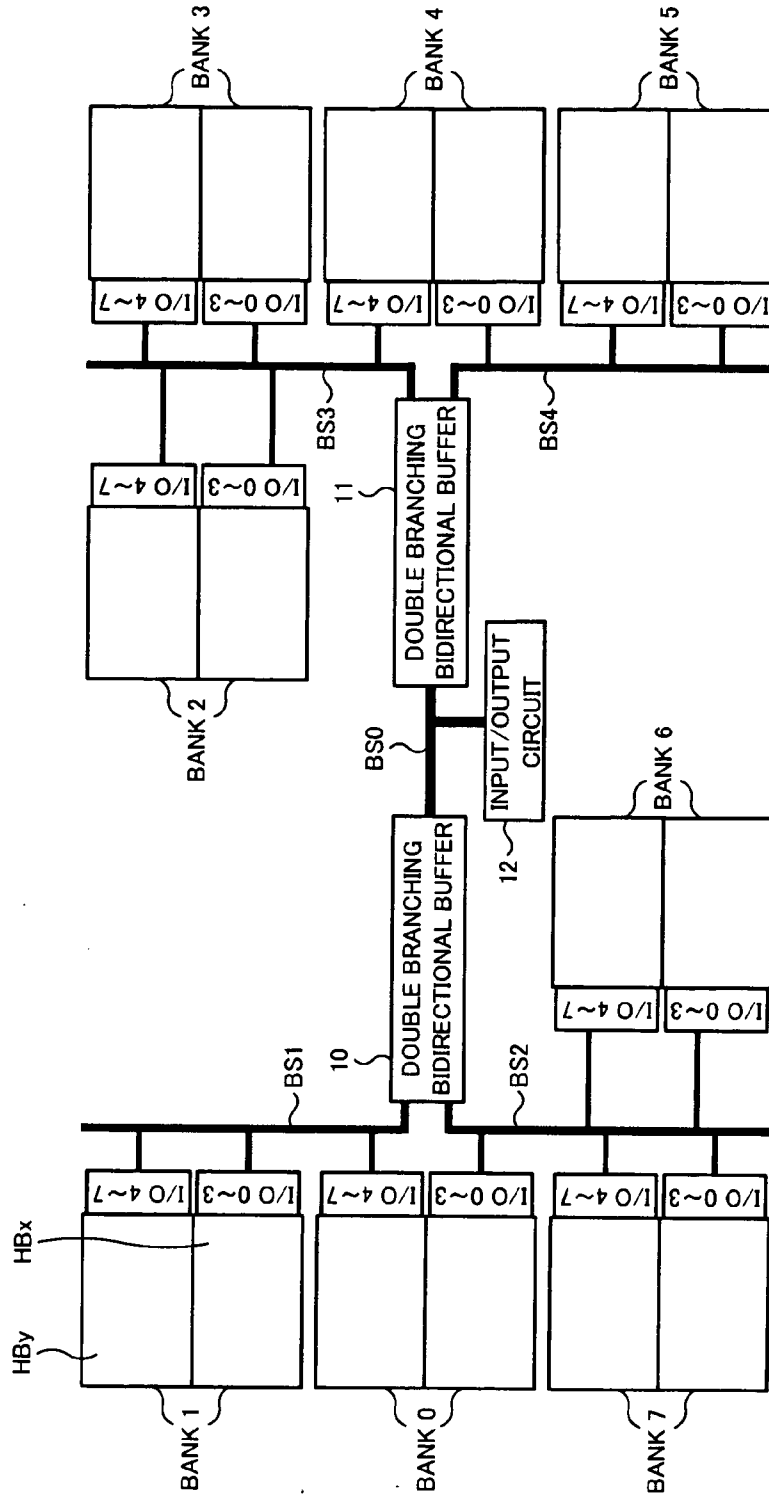 HBy
HBx
BANK 1
I/O 4~7
I/O 0~3
BS1
BANK 2
I/O 4~7
I/O 0~3
BS3
I/O 4~7
I/O 0~3
BANK 3
BANK 0
I/O 4~7
I/O 0~3
10
DOUBLE BRANCHING
BIDIRECTIONAL BUFFER
BS0
11
DOUBLE BRANCHING
BIDIRECTIONAL BUFFER
I/O 4~7
I/O 0~3
BANK 4
BS2
12
INPUT/OUTPUT
CIRCUIT
BS4
BANK 7
I/O 4~7
I/O 0~3
I/O 4~7
I/O 0~3
BANK 6
I/O 4~7
I/O 0~3
BANK 5